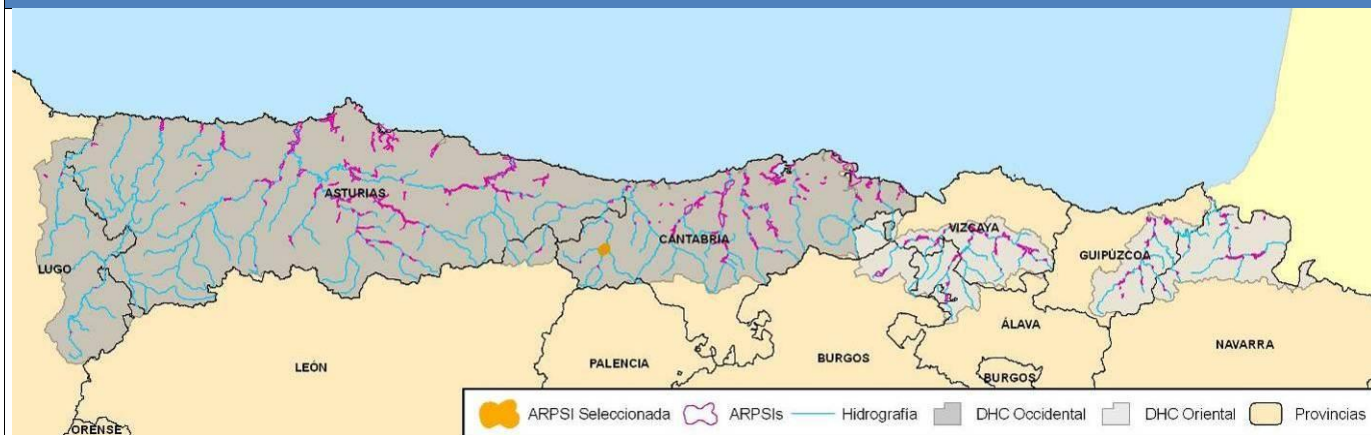 ASTURIAS
CANTABRIA
VIZCAYA
GUIPÚZCOA
LUGO
ÁLAVA
NAVARRA
LEÓN
PALENCIA
BURGOS
BURGOS
ORENSE
ARPSI Seleccionada ARPSIs Hidrografía DHC Occidental DHC Oriental Provincias